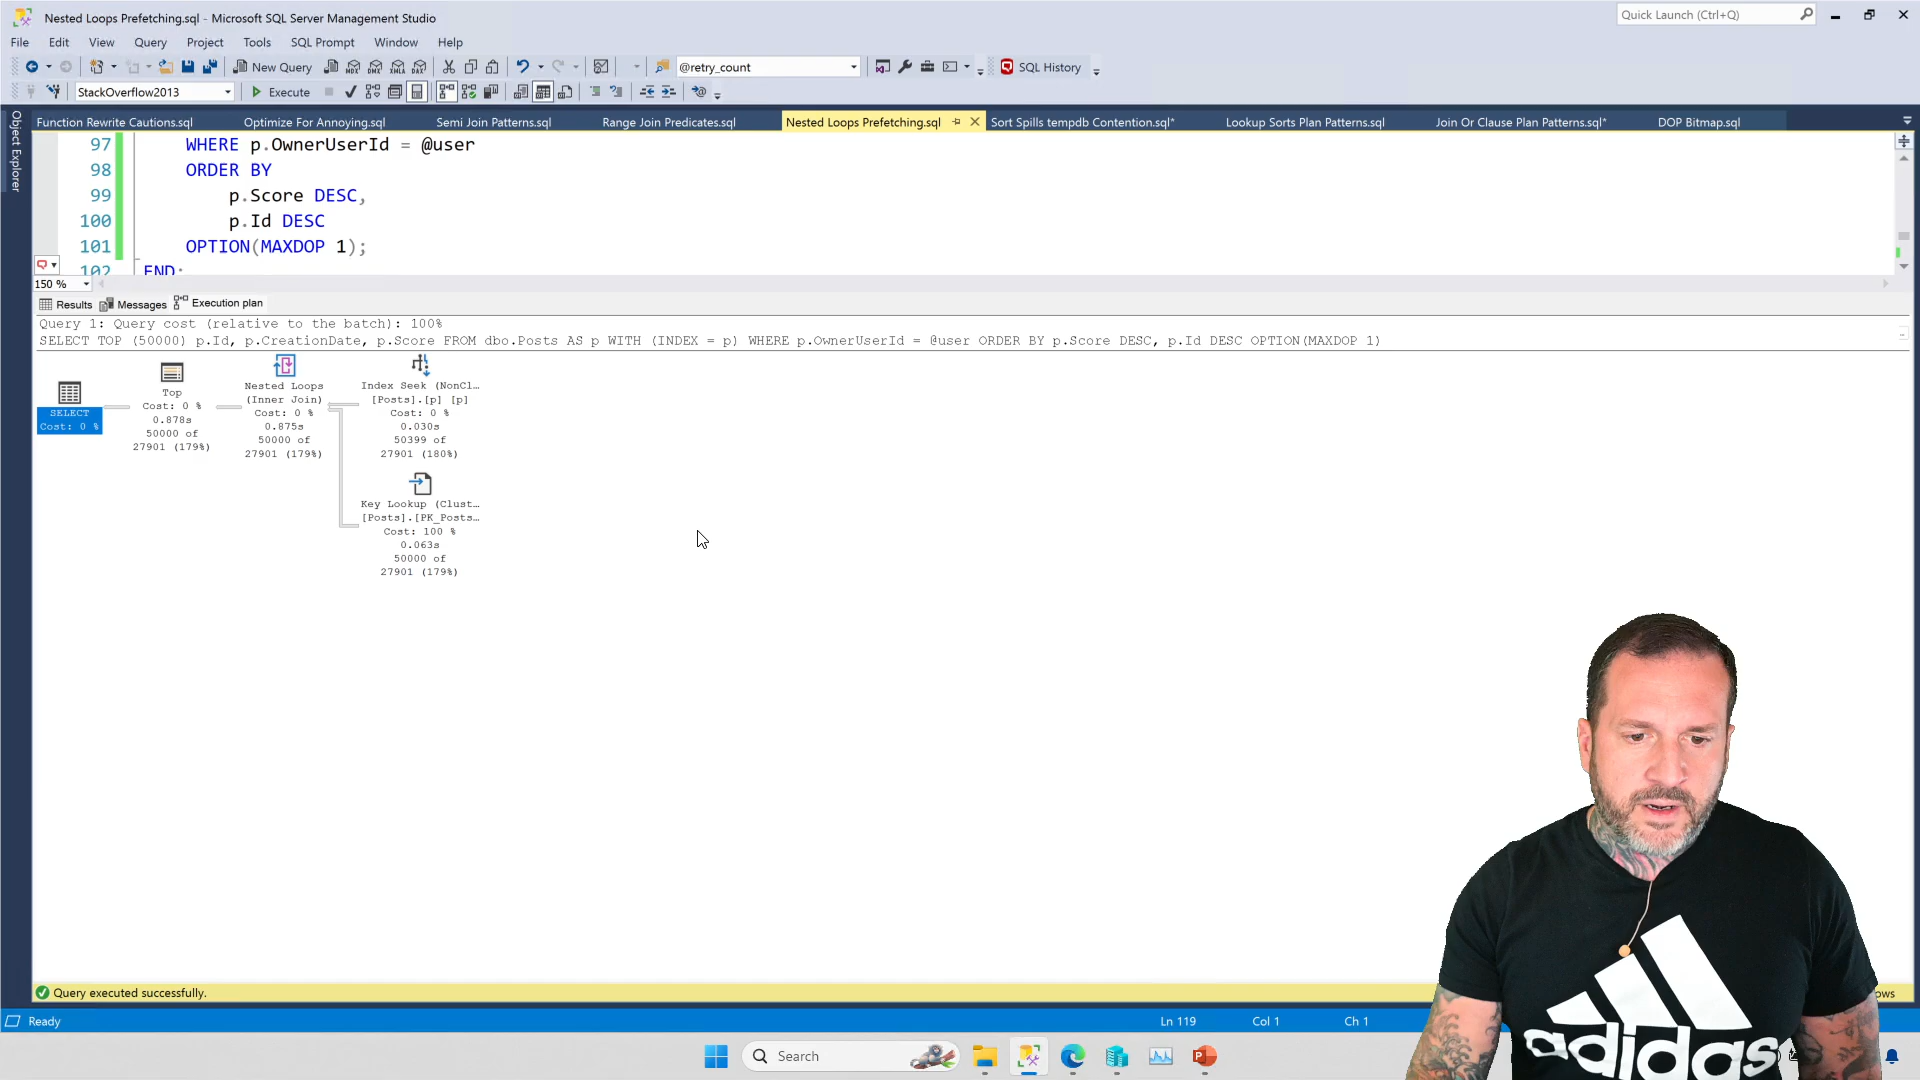 Nested Loops Prefetching.sql - Microsoft SQL Server Management Studio
Quick Launch (Ctrl+Q)
File Edit View Query Project Tools SQL Prompt Window Help
New Query MDX DMX XMLA DAX @retry_count SQL History
StackOverflow2013 Execute
Object Explorer
Function Rewrite Cautions.sql Optimize For Annoying.sql Semi Join Patterns.sql Range Join Predicates.sql Nested Loops Prefetching.sql Sort Spills tempdb Contention.sql* Lookup Sorts Plan Patterns.sql Join Or Clause Plan Patterns.sql* DOP Bitmap.sql
97 WHERE p.OwnerUserId = @user
98 ORDER BY
99 p.Score DESC,
100 p.Id DESC
101 OPTION(MAXDOP 1);
102 END;
150 %
Results Messages Execution plan
Query 1: Query cost (relative to the batch): 100%
SELECT TOP (50000) p.Id, p.CreationDate, p.Score FROM dbo.Posts AS p WITH (INDEX = p) WHERE p.OwnerUserId = @user ORDER BY p.Score DESC, p.Id DESC OPTION(MAXDOP 1)
SELECT
Cost: 0 %
Top
Cost: 0 %
0.878s
50000 of
27901 (179%)
Nested Loops
(Inner Join)
Cost: 0 %
0.875s
50000 of
27901 (179%)
Index Seek (NonCl...
[Posts].[p] [p]
Cost: 0 %
0.030s
50399 of
27901 (180%)
Key Lookup (Clust...
[Posts].[PK_Posts...
Cost: 100 %
0.063s
50000 of
27901 (179%)
Query executed successfully.
ows
Ready Ln 119 Col 1 Ch 1
Search
adidas